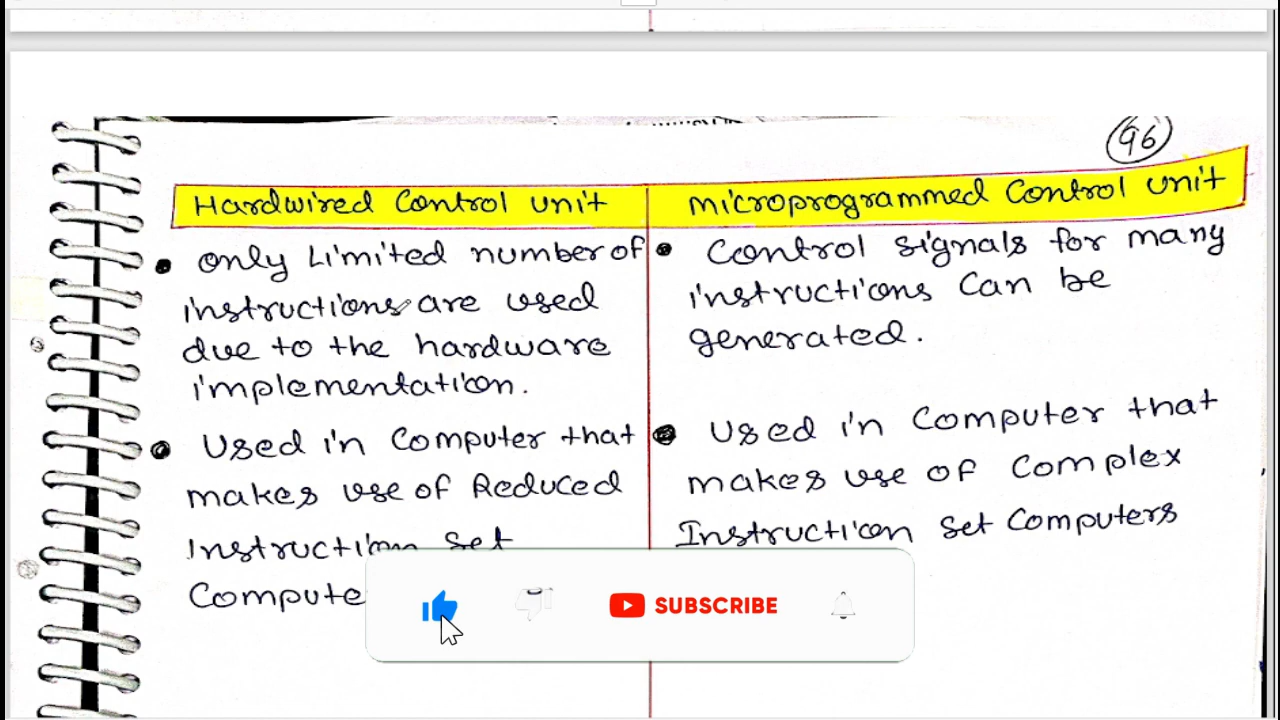 96
Hardwired Control unit
Microprogrammed Control unit
only Limited number of
instructions are used
due to the hardware
implementation.
Used in Computer that
makes use of Reduced
Instruction Set
Control signals for many
instructions can be
generated.
Used in Computer that
makes use of Complex
Instruction set Computers
SUBSCRIBE